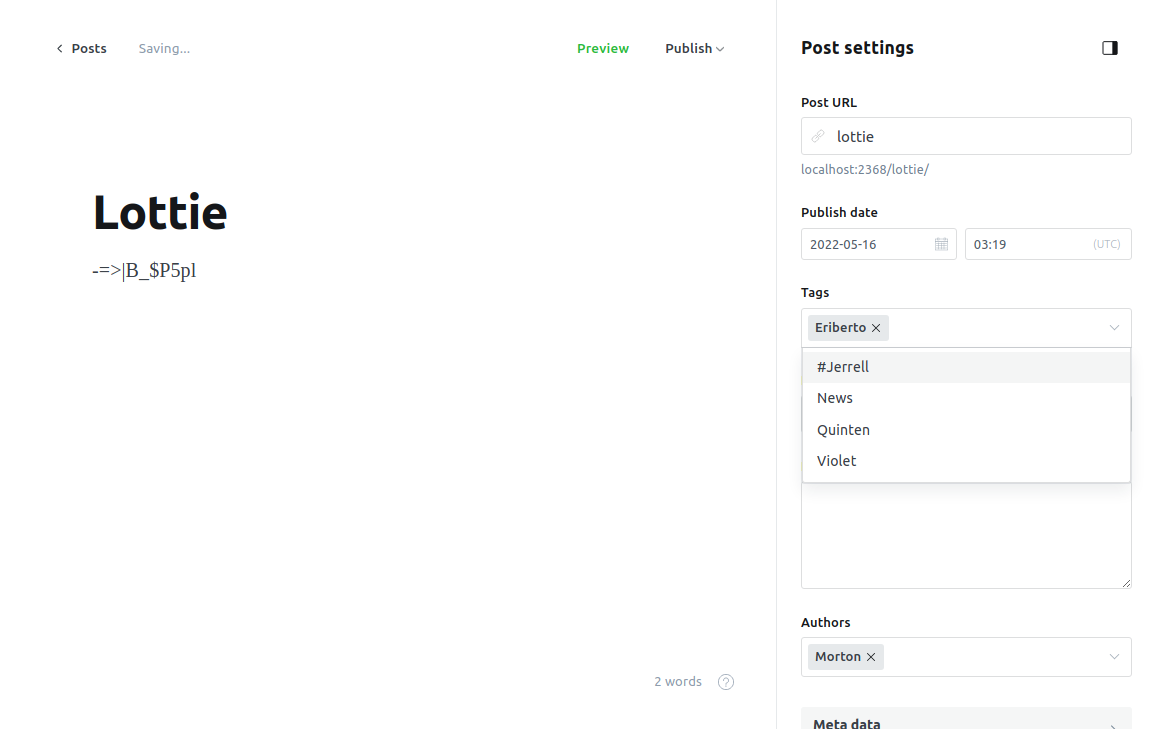 Posts
Saving...
Preview
Publish
Lottie
-=>|B_$P5pl
2 words
?
Post settings
Post URL
lottie
localhost:2368/lottie/
Publish date
2022-05-16
03:19
(UTC)
Tags
Eriberto
#Jerrell
News
Quinten
Violet
Authors
Morton
Meta data